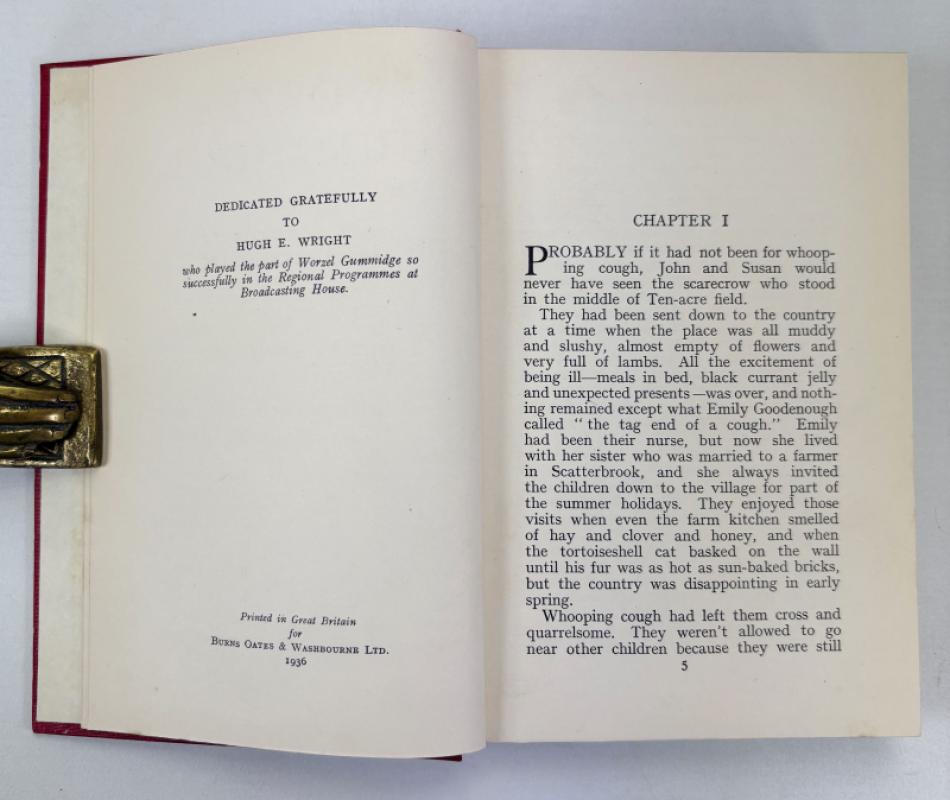 DEDICATED GRATEFULLY
TO
HUGH E. WRIGHT
who played the part of Worzel Gummidge so
successfully in the Regional Programmes at
Broadcasting House.
Printed in Great Britain
for
BURNS OATES & WASHBOURNE LTD.
1936
CHAPTER I
PROBABLY if it had not been for whoop-
ing cough, John and Susan would
never have seen the scarecrow who stood
in the middle of Ten-acre field.
They had been sent down to the country
at a time when the place was all muddy
and slushy, almost empty of flowers and
very full of lambs. All the excitement of
being ill—meals in bed, black currant jelly
and unexpected presents—was over, and noth-
ing remained except what Emily Goodenough
called "the tag end of a cough." Emily
had been their nurse, but now she lived
with her sister who was married to a farmer
in Scatterbrook, and she always invited
the children down to the village for part of
the summer holidays. They enjoyed those
visits when even the farm kitchen smelled
of hay and clover and honey, and when
the tortoiseshell cat basked on the wall
until his fur was as hot as sun-baked bricks,
but the country was disappointing in early
spring.
Whooping cough had left them cross and
quarrelsome. They weren't allowed to go
near other children because they were still
5